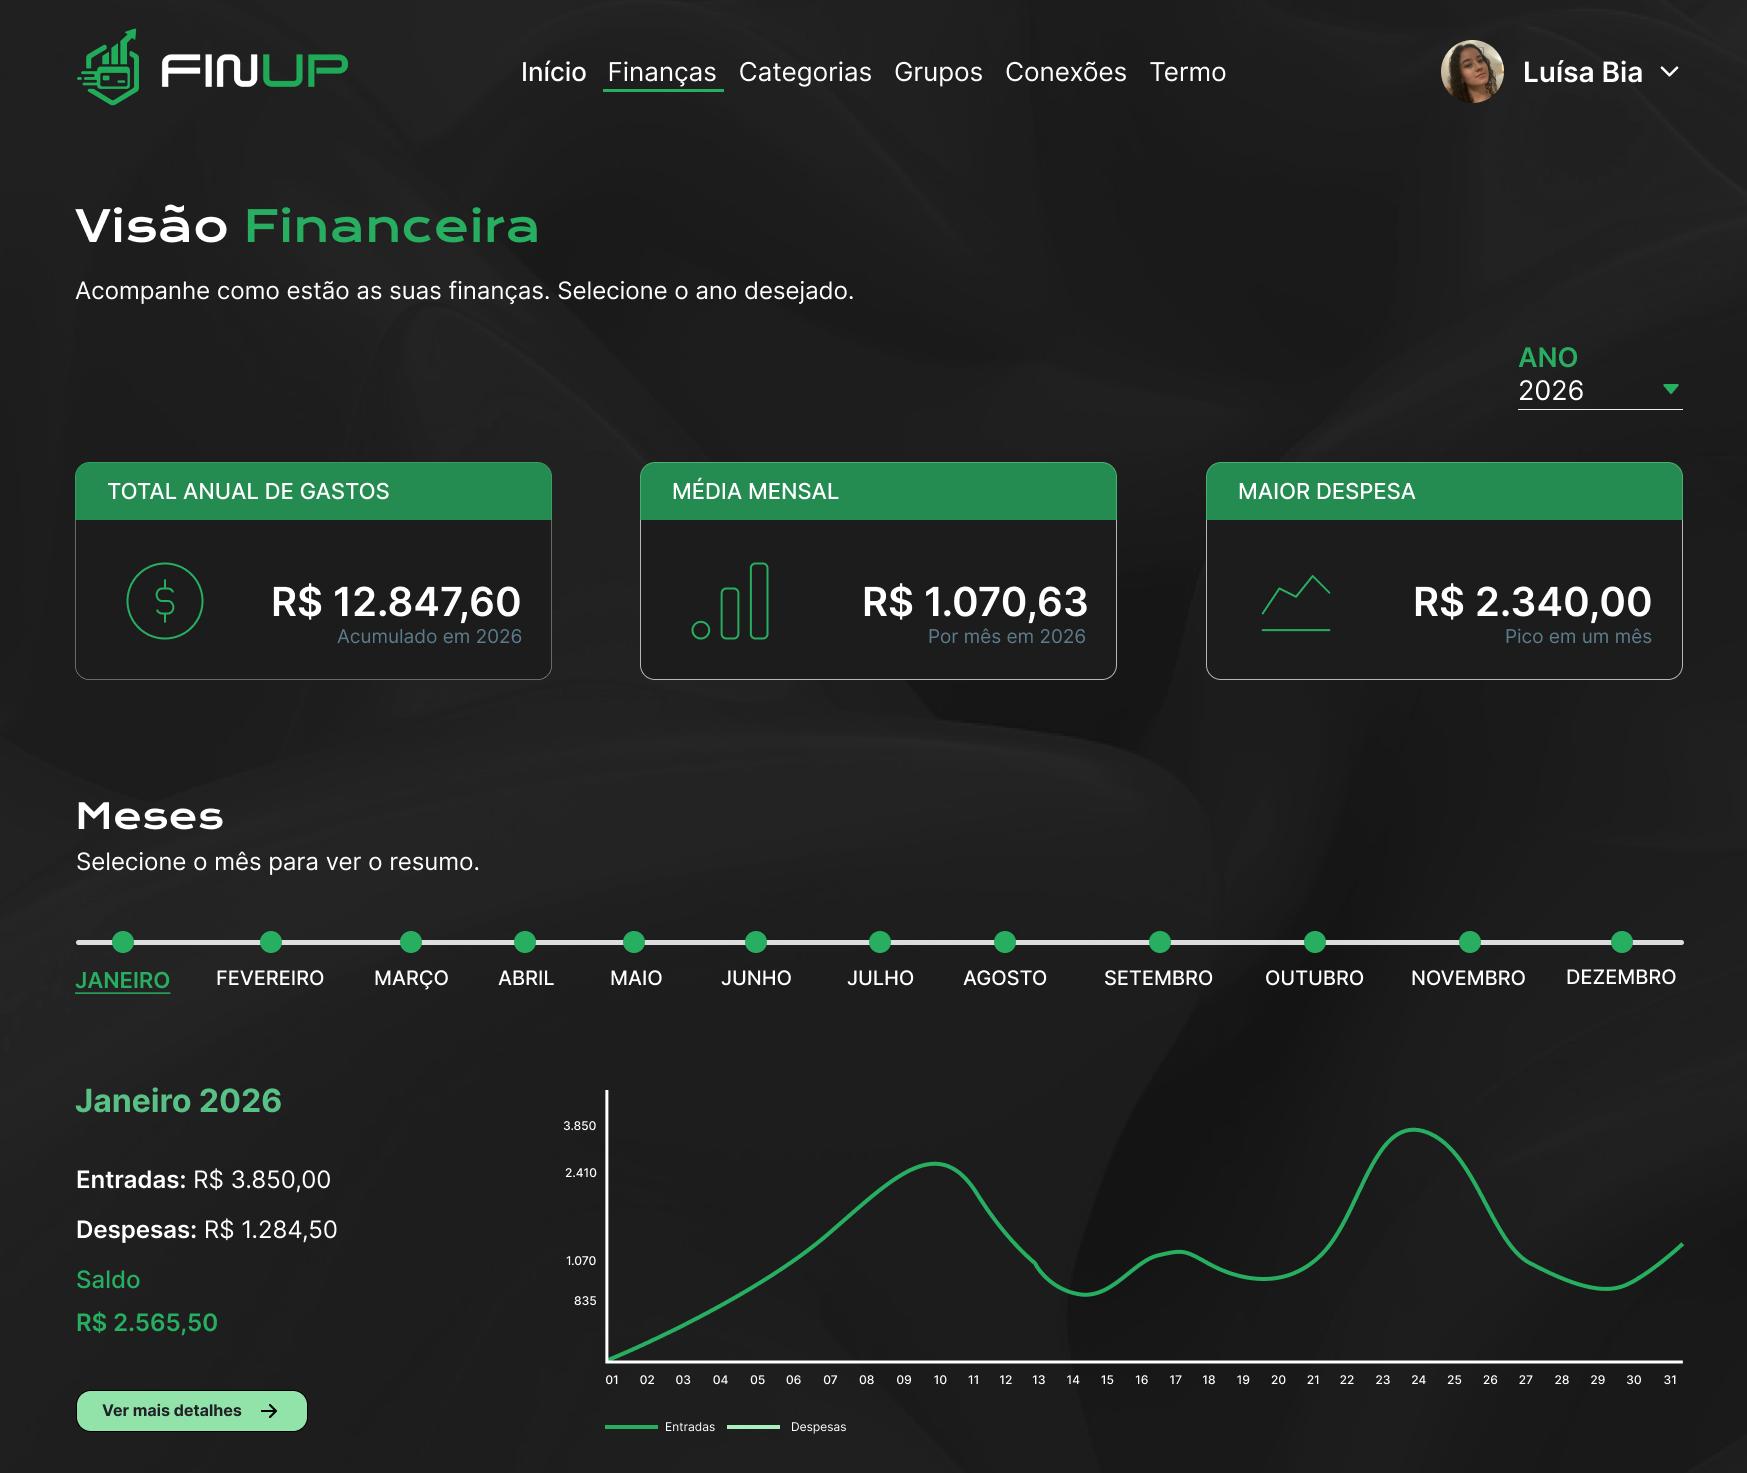 FINUP
Início Finanças Categorias Grupos Conexões Termo
Luísa Bia
Visão Financeira
Acompanhe como estão as suas finanças. Selecione o ano desejado.
ANO
2026
TOTAL ANUAL DE GASTOS
$
R$ 12.847,60
Acumulado em 2026
MÉDIA MENSAL
R$ 1.070,63
Por mês em 2026
MAIOR DESPESA
R$ 2.340,00
Pico em um mês
Meses
Selecione o mês para ver o resumo.
JANEIRO FEVEREIRO MARÇO ABRIL MAIO JUNHO JULHO AGOSTO SETEMBRO OUTUBRO NOVEMBRO DEZEMBRO
Janeiro 2026
Entradas: R$ 3.850,00
Despesas: R$ 1.284,50
Saldo
R$ 2.565,50
Ver mais detalhes
3.850
2.410
1.070
835
01 02 03 04 05 06 07 08 09 10 11 12 13 14 15 16 17 18 19 20 21 22 23 24 25 26 27 28 29 30 31
Entradas Despesas